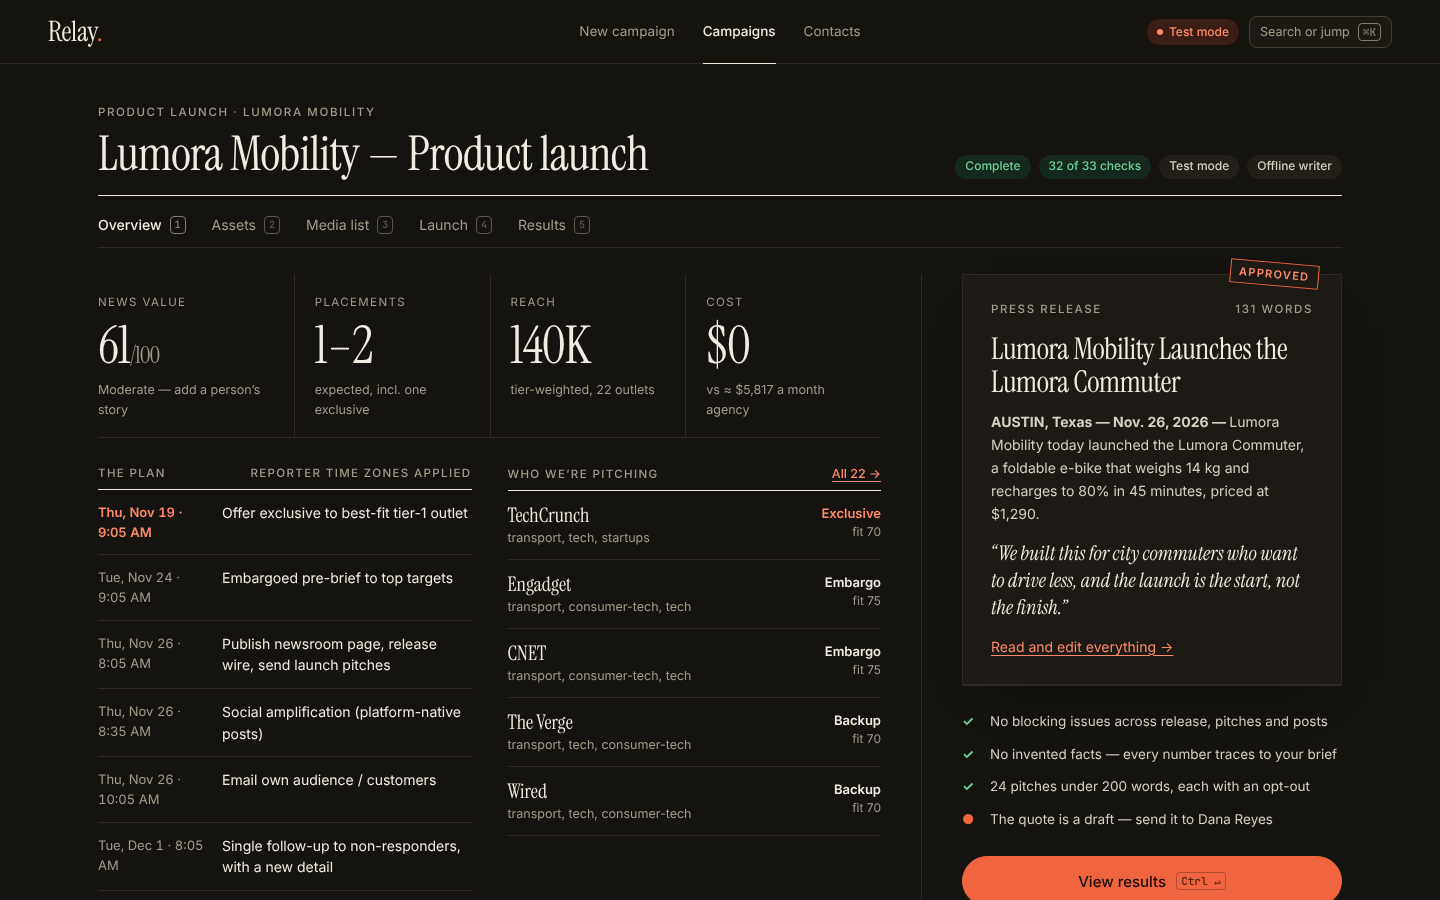 Relay.
New campaign
Campaigns
Contacts
Test mode
Search or jump ⌘K
PRODUCT LAUNCH · LUMORA MOBILITY
Lumora Mobility — Product launch
Complete
32 of 33 checks
Test mode
Offline writer
Overview 1
Assets 2
Media list 3
Launch 4
Results 5
NEWS VALUE
61/100
Moderate — add a person’s
story
PLACEMENTS
1–2
expected, incl. one
exclusive
REACH
140K
tier-weighted, 22 outlets
COST
$0
vs ≈ $5,817 a month
agency
THE PLAN
REPORTER TIME ZONES APPLIED
Thu, Nov 19 ·
9:05 AM
Offer exclusive to best-fit tier-1 outlet
Tue, Nov 24 ·
9:05 AM
Embargoed pre-brief to top targets
Thu, Nov 26 ·
8:05 AM
Publish newsroom page, release
wire, send launch pitches
Thu, Nov 26 ·
8:35 AM
Social amplification (platform-native
posts)
Thu, Nov 26 ·
10:05 AM
Email own audience / customers
Tue, Dec 1 · 8:05
AM
Single follow-up to non-responders,
with a new detail
WHO WE’RE PITCHING
All 22 →
TechCrunch
transport, tech, startups
Exclusive
fit 70
Engadget
transport, consumer-tech, tech
Embargo
fit 75
CNET
transport, consumer-tech, tech
Embargo
fit 75
The Verge
transport, tech, consumer-tech
Backup
fit 70
Wired
transport, tech, consumer-tech
Backup
fit 70
APPROVED
PRESS RELEASE
131 WORDS
Lumora Mobility Launches the
Lumora Commuter
AUSTIN, Texas — Nov. 26, 2026 — Lumora
Mobility today launched the Lumora Commuter,
a foldable e-bike that weighs 14 kg and
recharges to 80% in 45 minutes, priced at
$1,290.
“We built this for city commuters who want
to drive less, and the launch is the start, not
the finish.”
Read and edit everything →
No blocking issues across release, pitches and posts
No invented facts — every number traces to your brief
24 pitches under 200 words, each with an opt-out
The quote is a draft — send it to Dana Reyes
View results Ctrl ↵